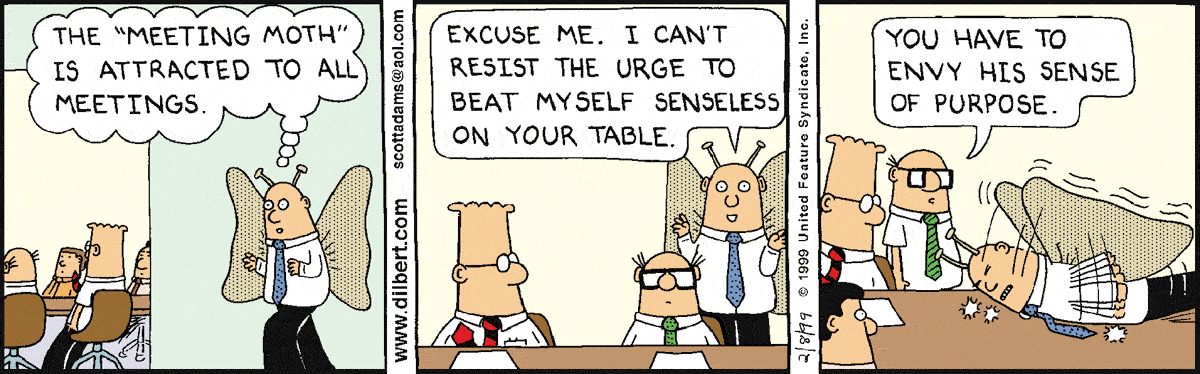 THE "MEETING MOTH"
IS ATTRACTED TO ALL
MEETINGS.
www.dilbert.com scottadams@aol.com
EXCUSE ME. I CAN'T
RESIST THE URGE TO
BEAT MYSELF SENSELESS
ON YOUR TABLE.
2/8/99 © 1999 United Feature Syndicate, Inc.
YOU HAVE TO
ENVY HIS SENSE
OF PURPOSE.